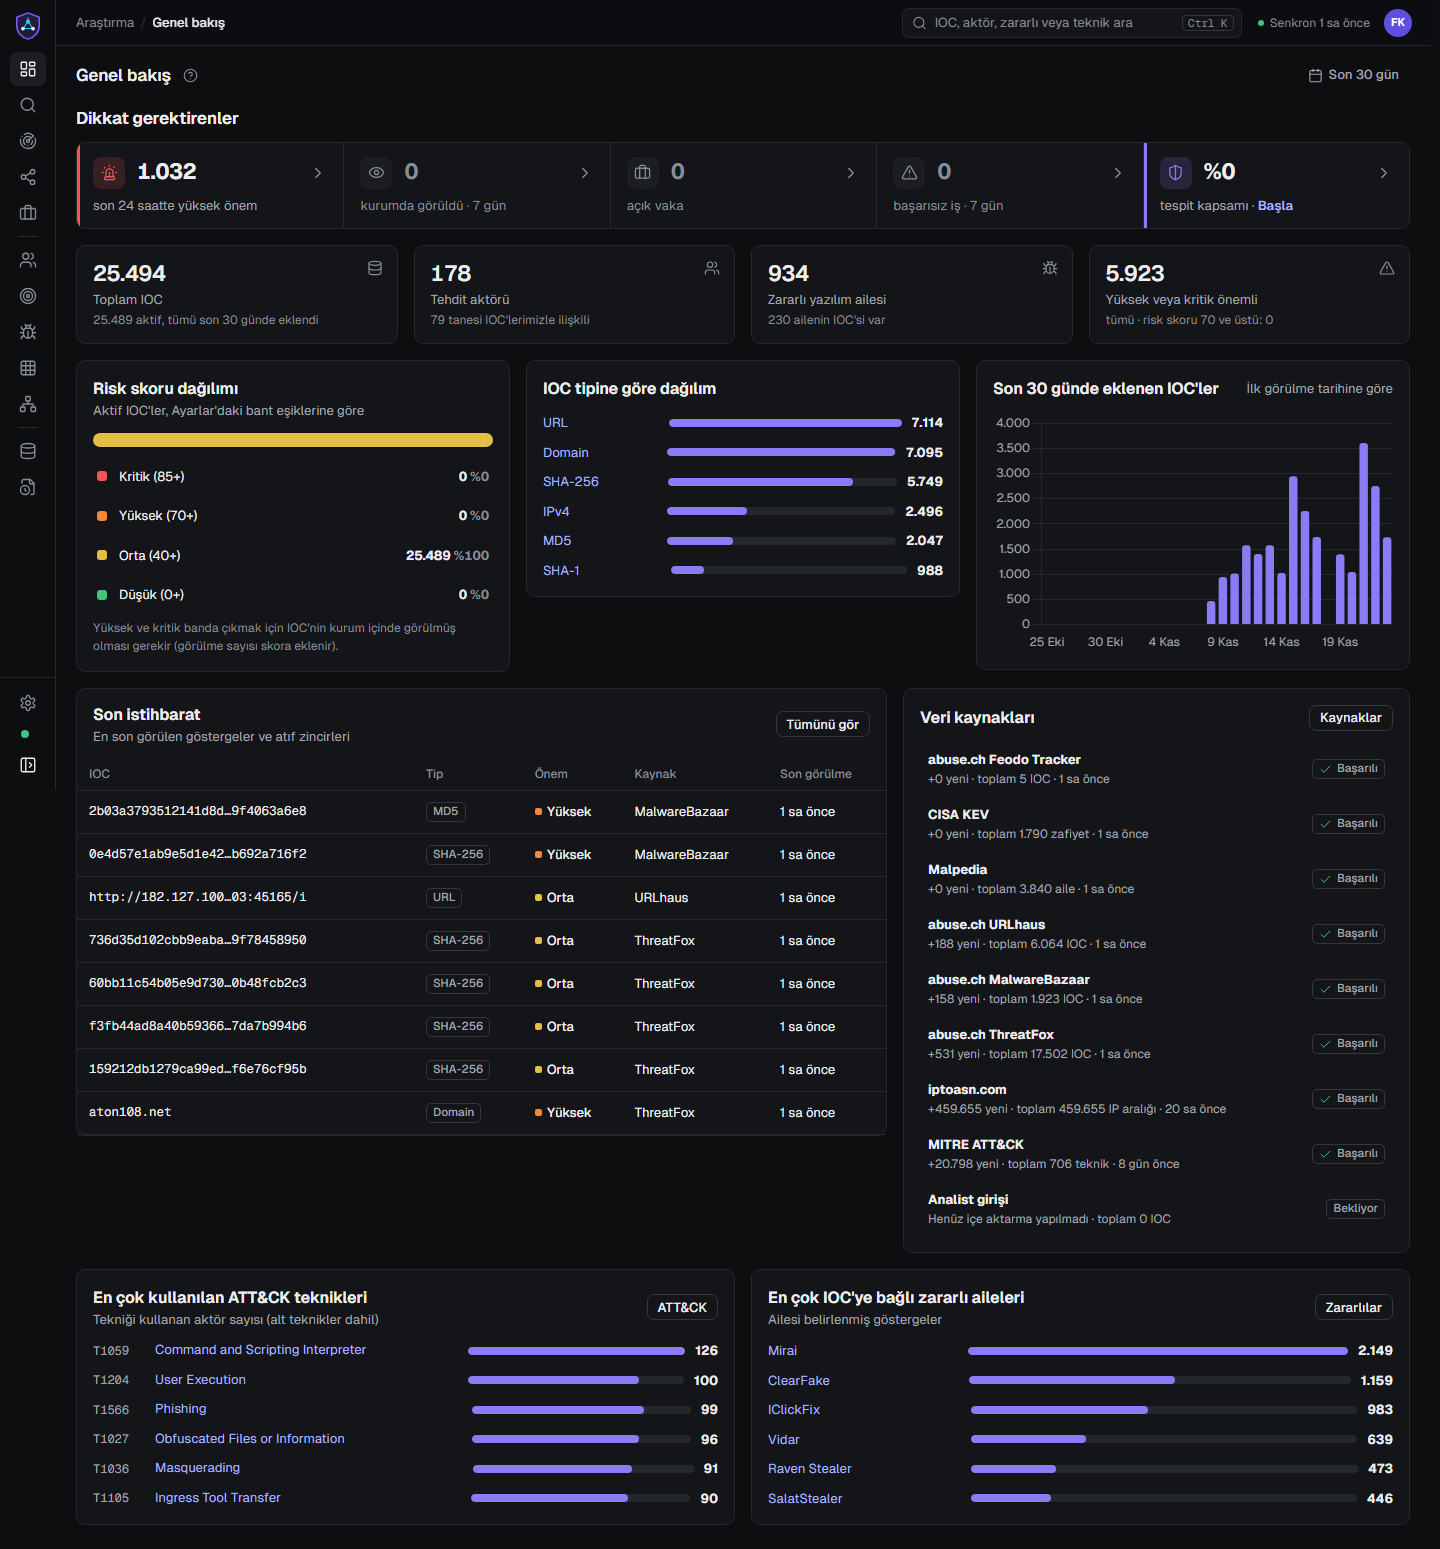 Araştırma / Genel bakış
IOC, aktör, zararlı veya teknik ara
Ctrl K
Senkron 1 sa önce
FK
Genel bakış
Son 30 gün
Dikkat gerektirenler
1.032
son 24 saatte yüksek önem
0
kurumda görüldü · 7 gün
0
açık vaka
0
başarısız iş · 7 gün
%0
tespit kapsamı · Başla
25.494
Toplam IOC
25.489 aktif, tümü son 30 günde eklendi
178
Tehdit aktörü
79 tanesi IOC'lerimizle ilişkili
934
Zararlı yazılım ailesi
230 ailenin IOC'si var
5.923
Yüksek veya kritik önemli
tümü · risk skoru 70 ve üstü: 0
Risk skoru dağılımı
Aktif IOC'ler, Ayarlar'daki bant eşiklerine göre
Kritik (85+) 0 %0
Yüksek (70+) 0 %0
Orta (40+) 25.489 %100
Düşük (0+) 0 %0
Yüksek ve kritik banda çıkmak için IOC'nin kurum içinde görülmüş
olması gerekir (görülme sayısı skora eklenir).
IOC tipine göre dağılım
URL 7.114
Domain 7.095
SHA-256 5.749
IPv4 2.496
MD5 2.047
SHA-1 988
Son 30 günde eklenen IOC'ler
İlk görülme tarihine göre
4.000
3.500
3.000
2.500
2.000
1.500
1.000
500
0
25 Eki 30 Eki 4 Kas 9 Kas 14 Kas 19 Kas
Son istihbarat
En son görülen göstergeler ve atıf zincirleri
Tümünü gör
IOC Tip Önem Kaynak Son görülme
2b03a3793512141d8d…9f4063a6e8 MD5 Yüksek MalwareBazaar 1 sa önce
0e4d57e1ab9e5d1e42…b692a716f2 SHA-256 Yüksek MalwareBazaar 1 sa önce
http://182.127.100…03:45165/i URL Orta URLhaus 1 sa önce
736d35d102cbb9eaba…9f78458950 SHA-256 Orta ThreatFox 1 sa önce
60bb11c54b05e9d730…0b48fcb2c3 SHA-256 Orta ThreatFox 1 sa önce
f3fb44ad8a40b59366…7da7b994b6 SHA-256 Orta ThreatFox 1 sa önce
159212db1279ca99ed…f6e76cf95b SHA-256 Orta ThreatFox 1 sa önce
aton108.net Domain Yüksek ThreatFox 1 sa önce
Veri kaynakları
Kaynaklar
abuse.ch Feodo Tracker
+0 yeni · toplam 5 IOC · 1 sa önce
Başarılı
CISA KEV
+0 yeni · toplam 1.790 zafiyet · 1 sa önce
Başarılı
Malpedia
+0 yeni · toplam 3.840 aile · 1 sa önce
Başarılı
abuse.ch URLhaus
+188 yeni · toplam 6.064 IOC · 1 sa önce
Başarılı
abuse.ch MalwareBazaar
+158 yeni · toplam 1.923 IOC · 1 sa önce
Başarılı
abuse.ch ThreatFox
+531 yeni · toplam 17.502 IOC · 1 sa önce
Başarılı
iptoasn.com
+459.655 yeni · toplam 459.655 IP aralığı · 20 sa önce
Başarılı
MITRE ATT&CK
+20.798 yeni · toplam 706 teknik · 8 gün önce
Başarılı
Analist girişi
Henüz içe aktarma yapılmadı · toplam 0 IOC
Bekliyor
En çok kullanılan ATT&CK teknikleri
Tekniği kullanan aktör sayısı (alt teknikler dahil)
ATT&CK
T1059 Command and Scripting Interpreter 126
T1204 User Execution 100
T1566 Phishing 99
T1027 Obfuscated Files or Information 96
T1036 Masquerading 91
T1105 Ingress Tool Transfer 90
En çok IOC'ye bağlı zararlı aileleri
Ailesi belirlenmiş göstergeler
Zararlılar
Mirai 2.149
ClearFake 1.159
IClickFix 983
Vidar 639
Raven Stealer 473
SalatStealer 446